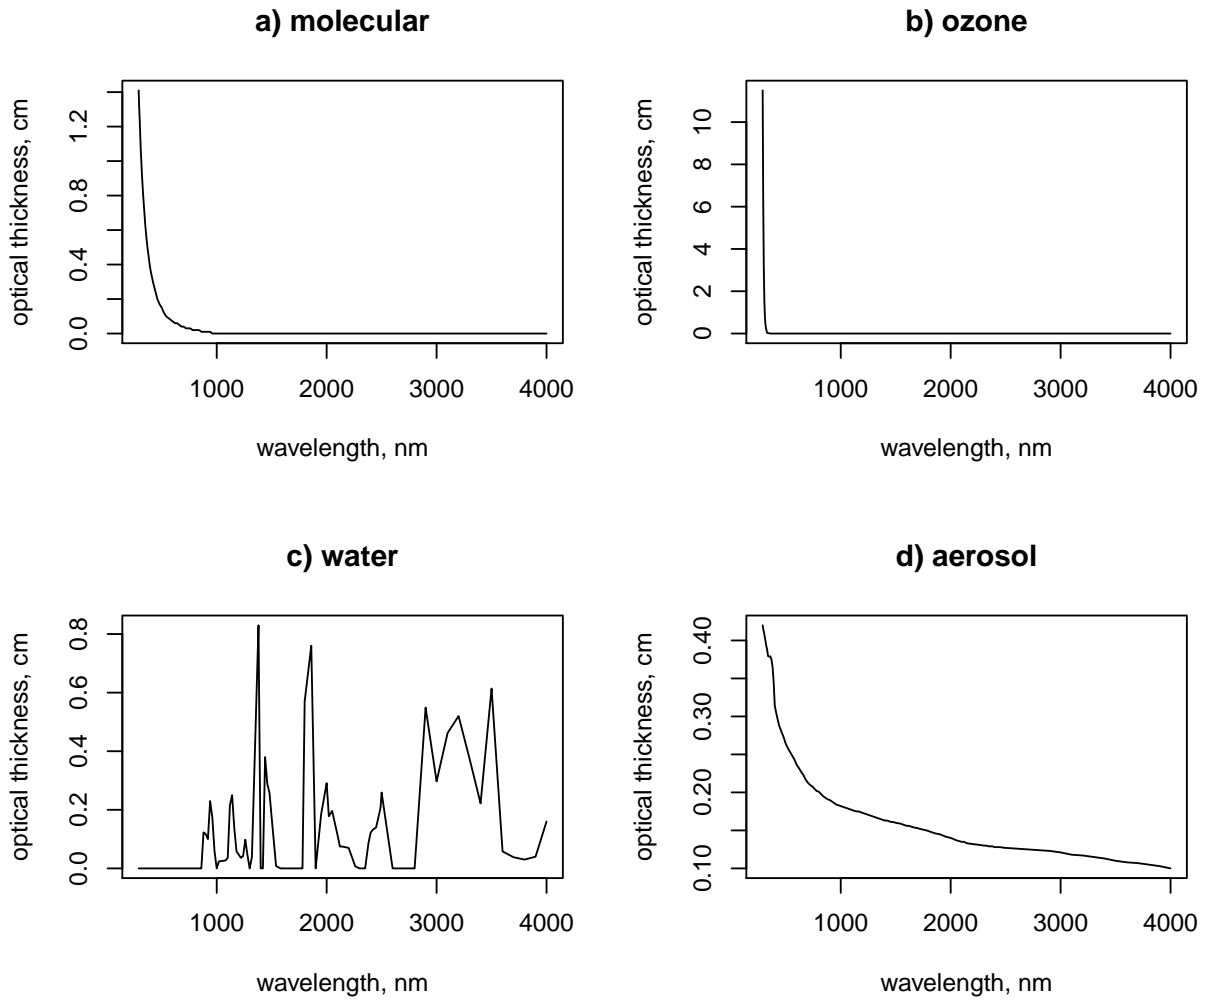 a) molecular
optical thickness, cm
0.0 0.4 0.8 1.2
1000 2000 3000 4000
wavelength, nm
b) ozone
optical thickness, cm
0 2 4 6 8 10
1000 2000 3000 4000
wavelength, nm
c) water
optical thickness, cm
0.0 0.2 0.4 0.6 0.8
1000 2000 3000 4000
wavelength, nm
d) aerosol
optical thickness, cm
0.10 0.20 0.30 0.40
1000 2000 3000 4000
wavelength, nm